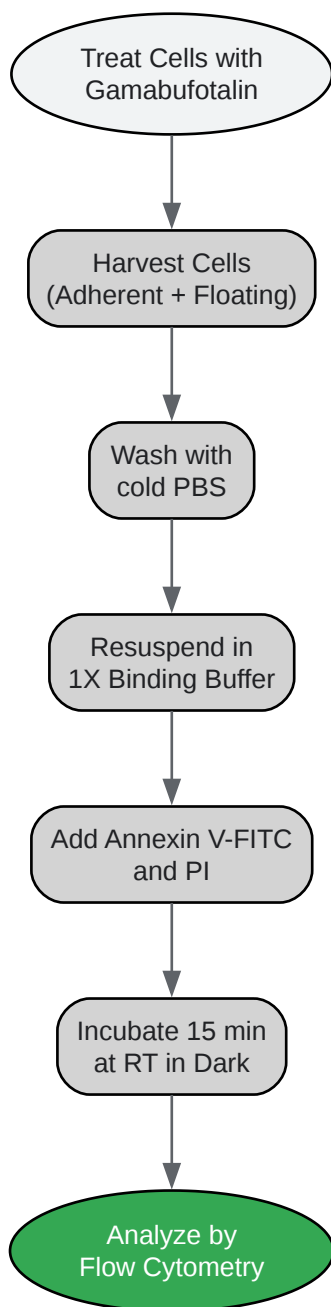 Treat Cells with
Gamabufotalin
Harvest Cells
(Adherent + Floating)
Wash with
cold PBS
Resuspend in
1X Binding Buffer
Add Annexin V-FITC
and PI
Incubate 15 min
at RT in Dark
Analyze by
Flow Cytometry